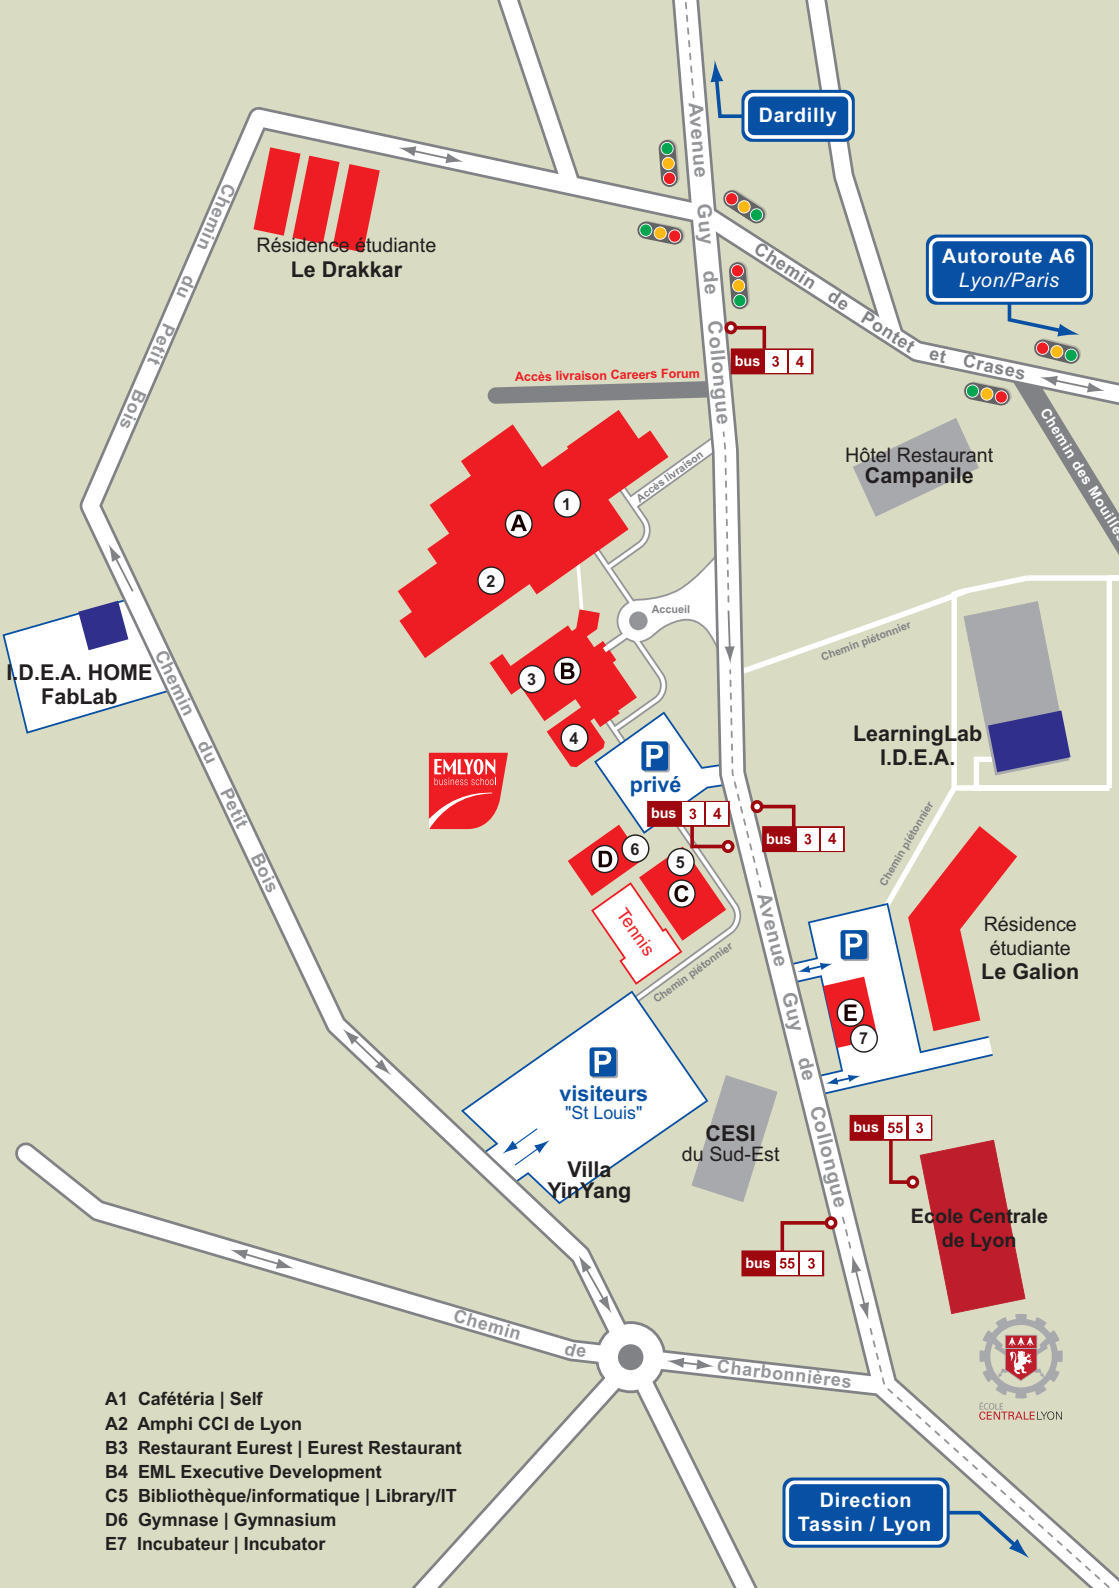 Dardilly
Avenue Guy de Collongue
Autoroute A6
Lyon/Paris
Chemin de Pontet et Crases
Chemin du Petit Bois
Résidence étudiante
Le Drakkar
bus 3 4
Accès livraison Careers Forum
Chemin des Mouilles
Hôtel Restaurant
Campanile
Accès livraison
1
A
2
Accueil
Chemin piétonnier
I.D.E.A. HOME
FabLab
3
B
4
Chemin du Petit Bois
LearningLab
I.D.E.A.
EMLYON
business school
P
privé
bus 3 4
bus 3 4
D
6
5
C
Tennis
Chemin piétonnier
Chemin piétonnier
Avenue Guy de Collongue
P
E
7
Résidence
étudiante
Le Galion
P
visiteurs
"St Louis"
Villa
YinYang
CESI
du Sud-Est
bus 55 3
Ecole Centrale
de Lyon
bus 55 3
Chemin de Charbonnières
ÉCOLE
CENTRALELYON
A1 Cafétéria | Self
A2 Amphi CCI de Lyon
B3 Restaurant Eurest | Eurest Restaurant
B4 EML Executive Development
C5 Bibliothèque/informatique | Library/IT
D6 Gymnase | Gymnasium
E7 Incubateur | Incubator
Direction
Tassin / Lyon